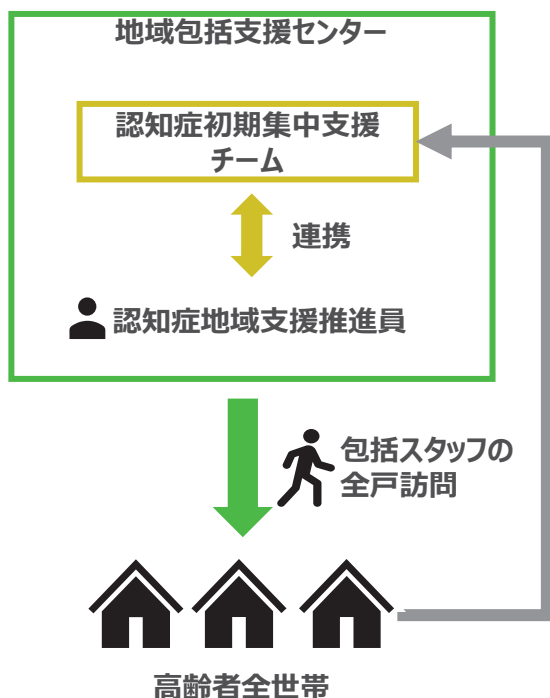 地域包括支援センター
認知症初期集中支援
チーム
連携
認知症地域支援推進員
包括スタッフの
全戸訪問
高齢者全世帯